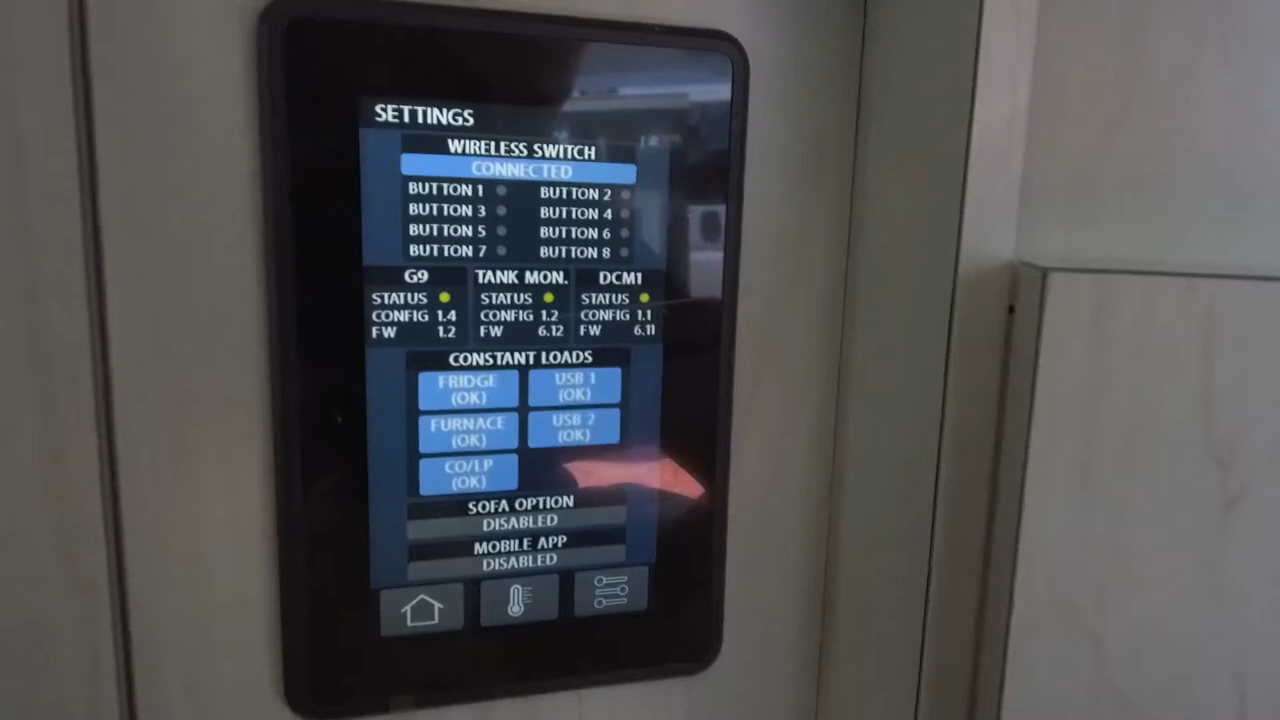 SETTINGS
WIRELESS SWITCH
CONNECTED
BUTTON 1 BUTTON 2
BUTTON 3 BUTTON 4
BUTTON 5 BUTTON 6
BUTTON 7 BUTTON 8
G9 TANK MON. DCM1
STATUS STATUS STATUS
CONFIG 1.4 CONFIG 1.2 CONFIG 1.1
FW 1.2 FW 6.12 FW 6.11
CONSTANT LOADS
FRIDGE USB 1
(OK) (OK)
FURNACE USB 2
(OK) (OK)
CO/LP
(OK)
SOFA OPTION
DISABLED
MOBILE APP
DISABLED